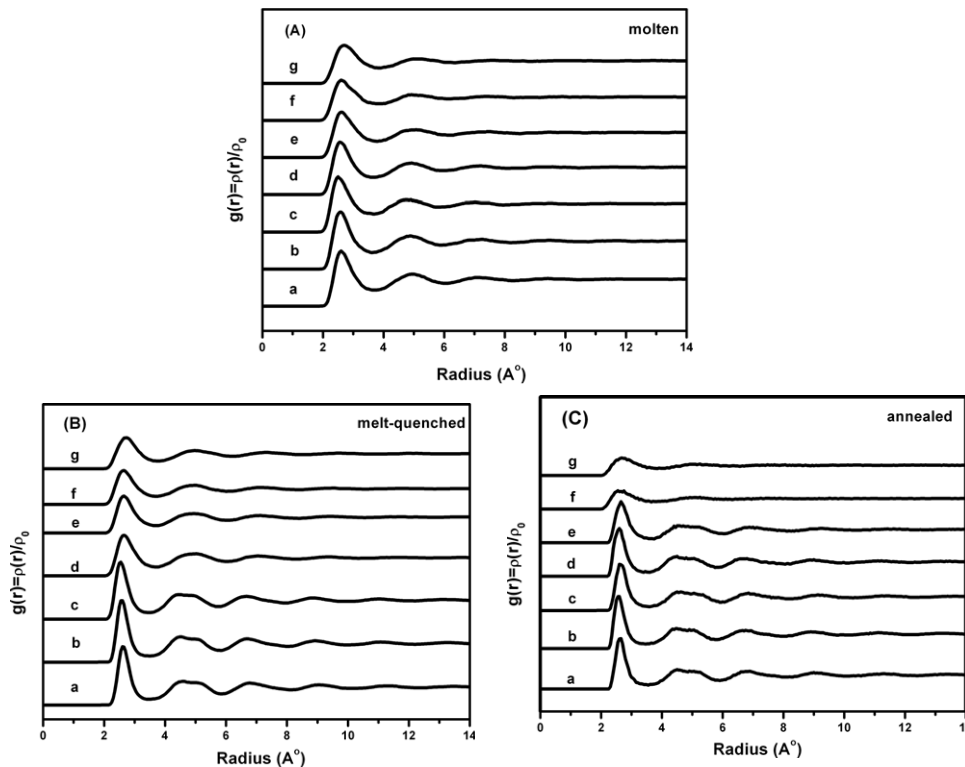 (A)
molten
g
f
e
d
c
b
a
g(r)=ρ(r)/ρ₀
0 2 4 6 8 10 12 14
Radius (A°)
(B)
melt-quenched
g
f
e
d
c
b
a
g(r)=ρ(r)/ρ₀
0 2 4 6 8 10 12 14
Radius (A°)
(C)
annealed
g
f
e
d
c
b
a
g(r)=ρ(r)/ρ₀
0 2 4 6 8 10 12 14
Radius (A°)